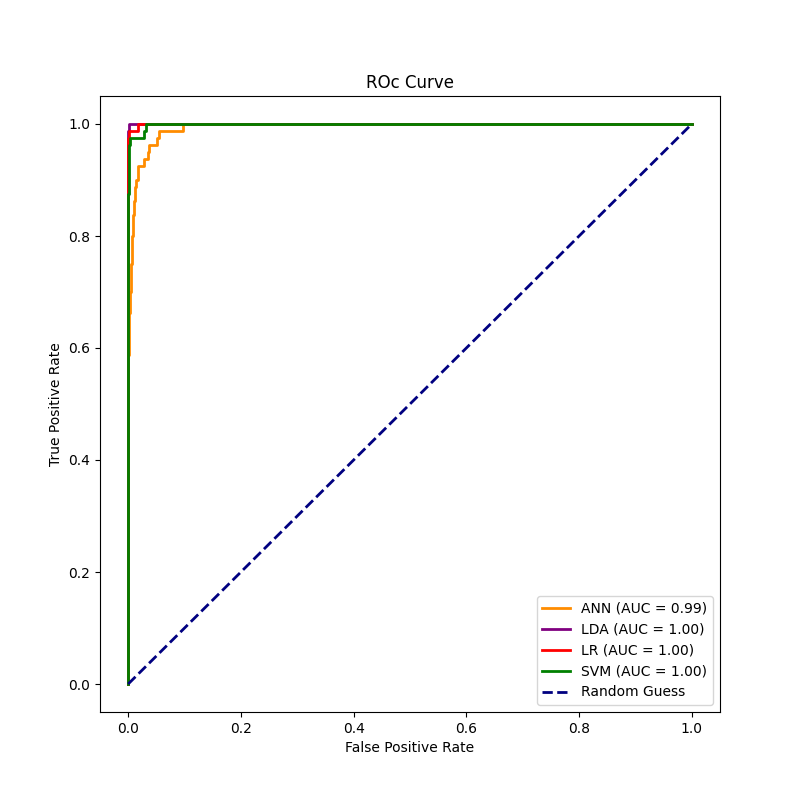 ROc Curve
1.0
0.8
0.6
0.4
0.2
0.0
True Positive Rate
0.0 0.2 0.4 0.6 0.8 1.0
False Positive Rate
ANN (AUC = 0.99)
LDA (AUC = 1.00)
LR (AUC = 1.00)
SVM (AUC = 1.00)
Random Guess